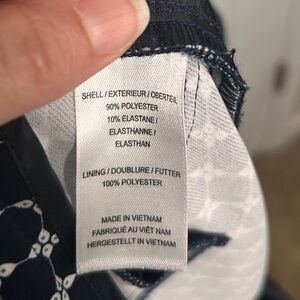 SHELL / EXTERIEUR / OBERTEIL
90% POLYESTER
10% ELASTANE /
ELASTHANNE /
ELASTHAN
LINING / DOUBLURE / FUTTER
100% POLYESTER
MADE IN VIETNAM
FABRIQUÉ AU VIÊT NAM
HERGESTELLT IN VIETNAM